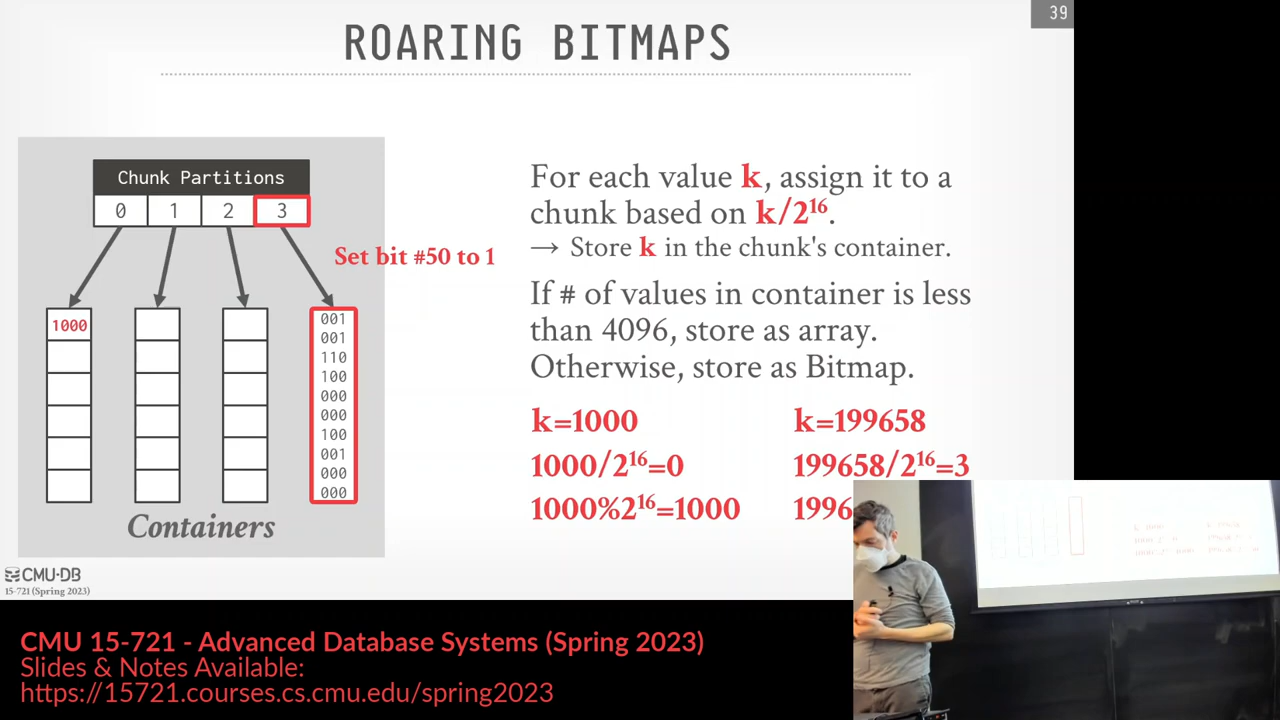 39
ROARING BITMAPS
Chunk Partitions
0 1 2 3
Set bit #50 to 1
1000
001
001
110
100
000
000
100
001
000
000
Containers
For each value k, assign it to a
chunk based on k/2¹⁶.
→ Store k in the chunk's container.
If # of values in container is less
than 4096, store as array.
Otherwise, store as Bitmap.
k=1000
1000/2¹⁶=0
1000%2¹⁶=1000
k=199658
199658/2¹⁶=3
1996
CMU·DB
15-721 (Spring 2023)
CMU 15-721 - Advanced Database Systems (Spring 2023)
Slides & Notes Available:
https://15721.courses.cs.cmu.edu/spring2023